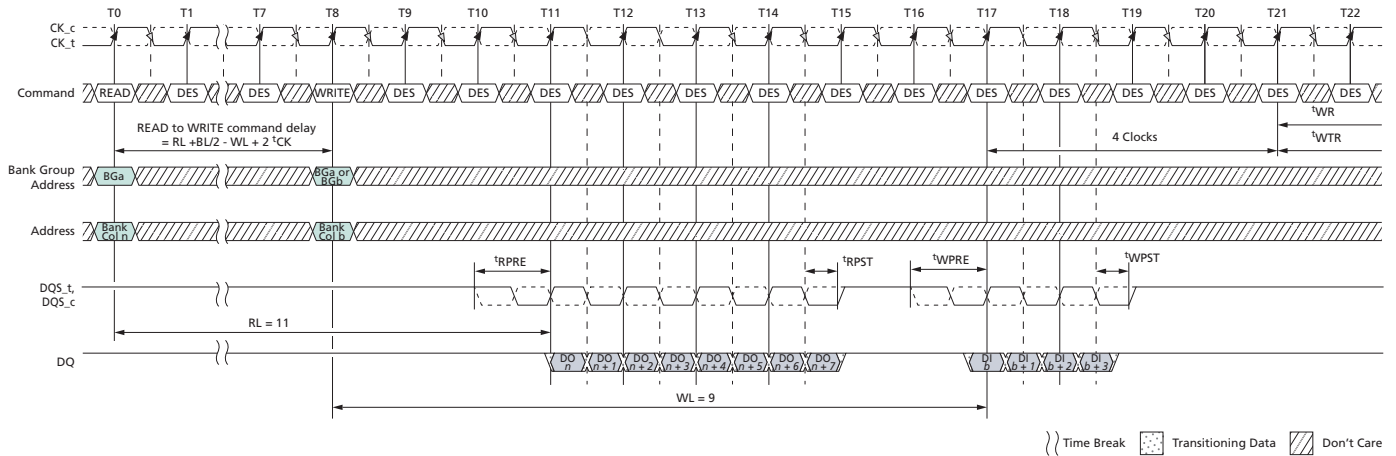 T0 T1 T7 T8 T9 T10 T11 T12 T13 T14 T15 T16 T17 T18 T19 T20 T21 T22
CK_c
CK_t
Command READ DES DES WRITE DES DES DES DES DES DES DES DES DES DES DES DES DES DES
tWR
READ to WRITE command delay
= RL +BL/2 - WL + 2 tCK
4 Clocks tWTR
Bank Group
Address
BGa
BGa or
BGb
Address
Bank
Col n
Bank
Col b
tRPRE tRPST tWPRE tWPST
DQS_t,
DQS_c
RL = 11
DQ
DO
n
DO
n + 1
DO
n + 2
DO
n + 3
DO
n + 4
DO
n + 5
DO
n + 6
DO
n + 7
DI
b
DI
b + 1
DI
b + 2
DI
b + 3
WL = 9
Time Break Transitioning Data Don't Care